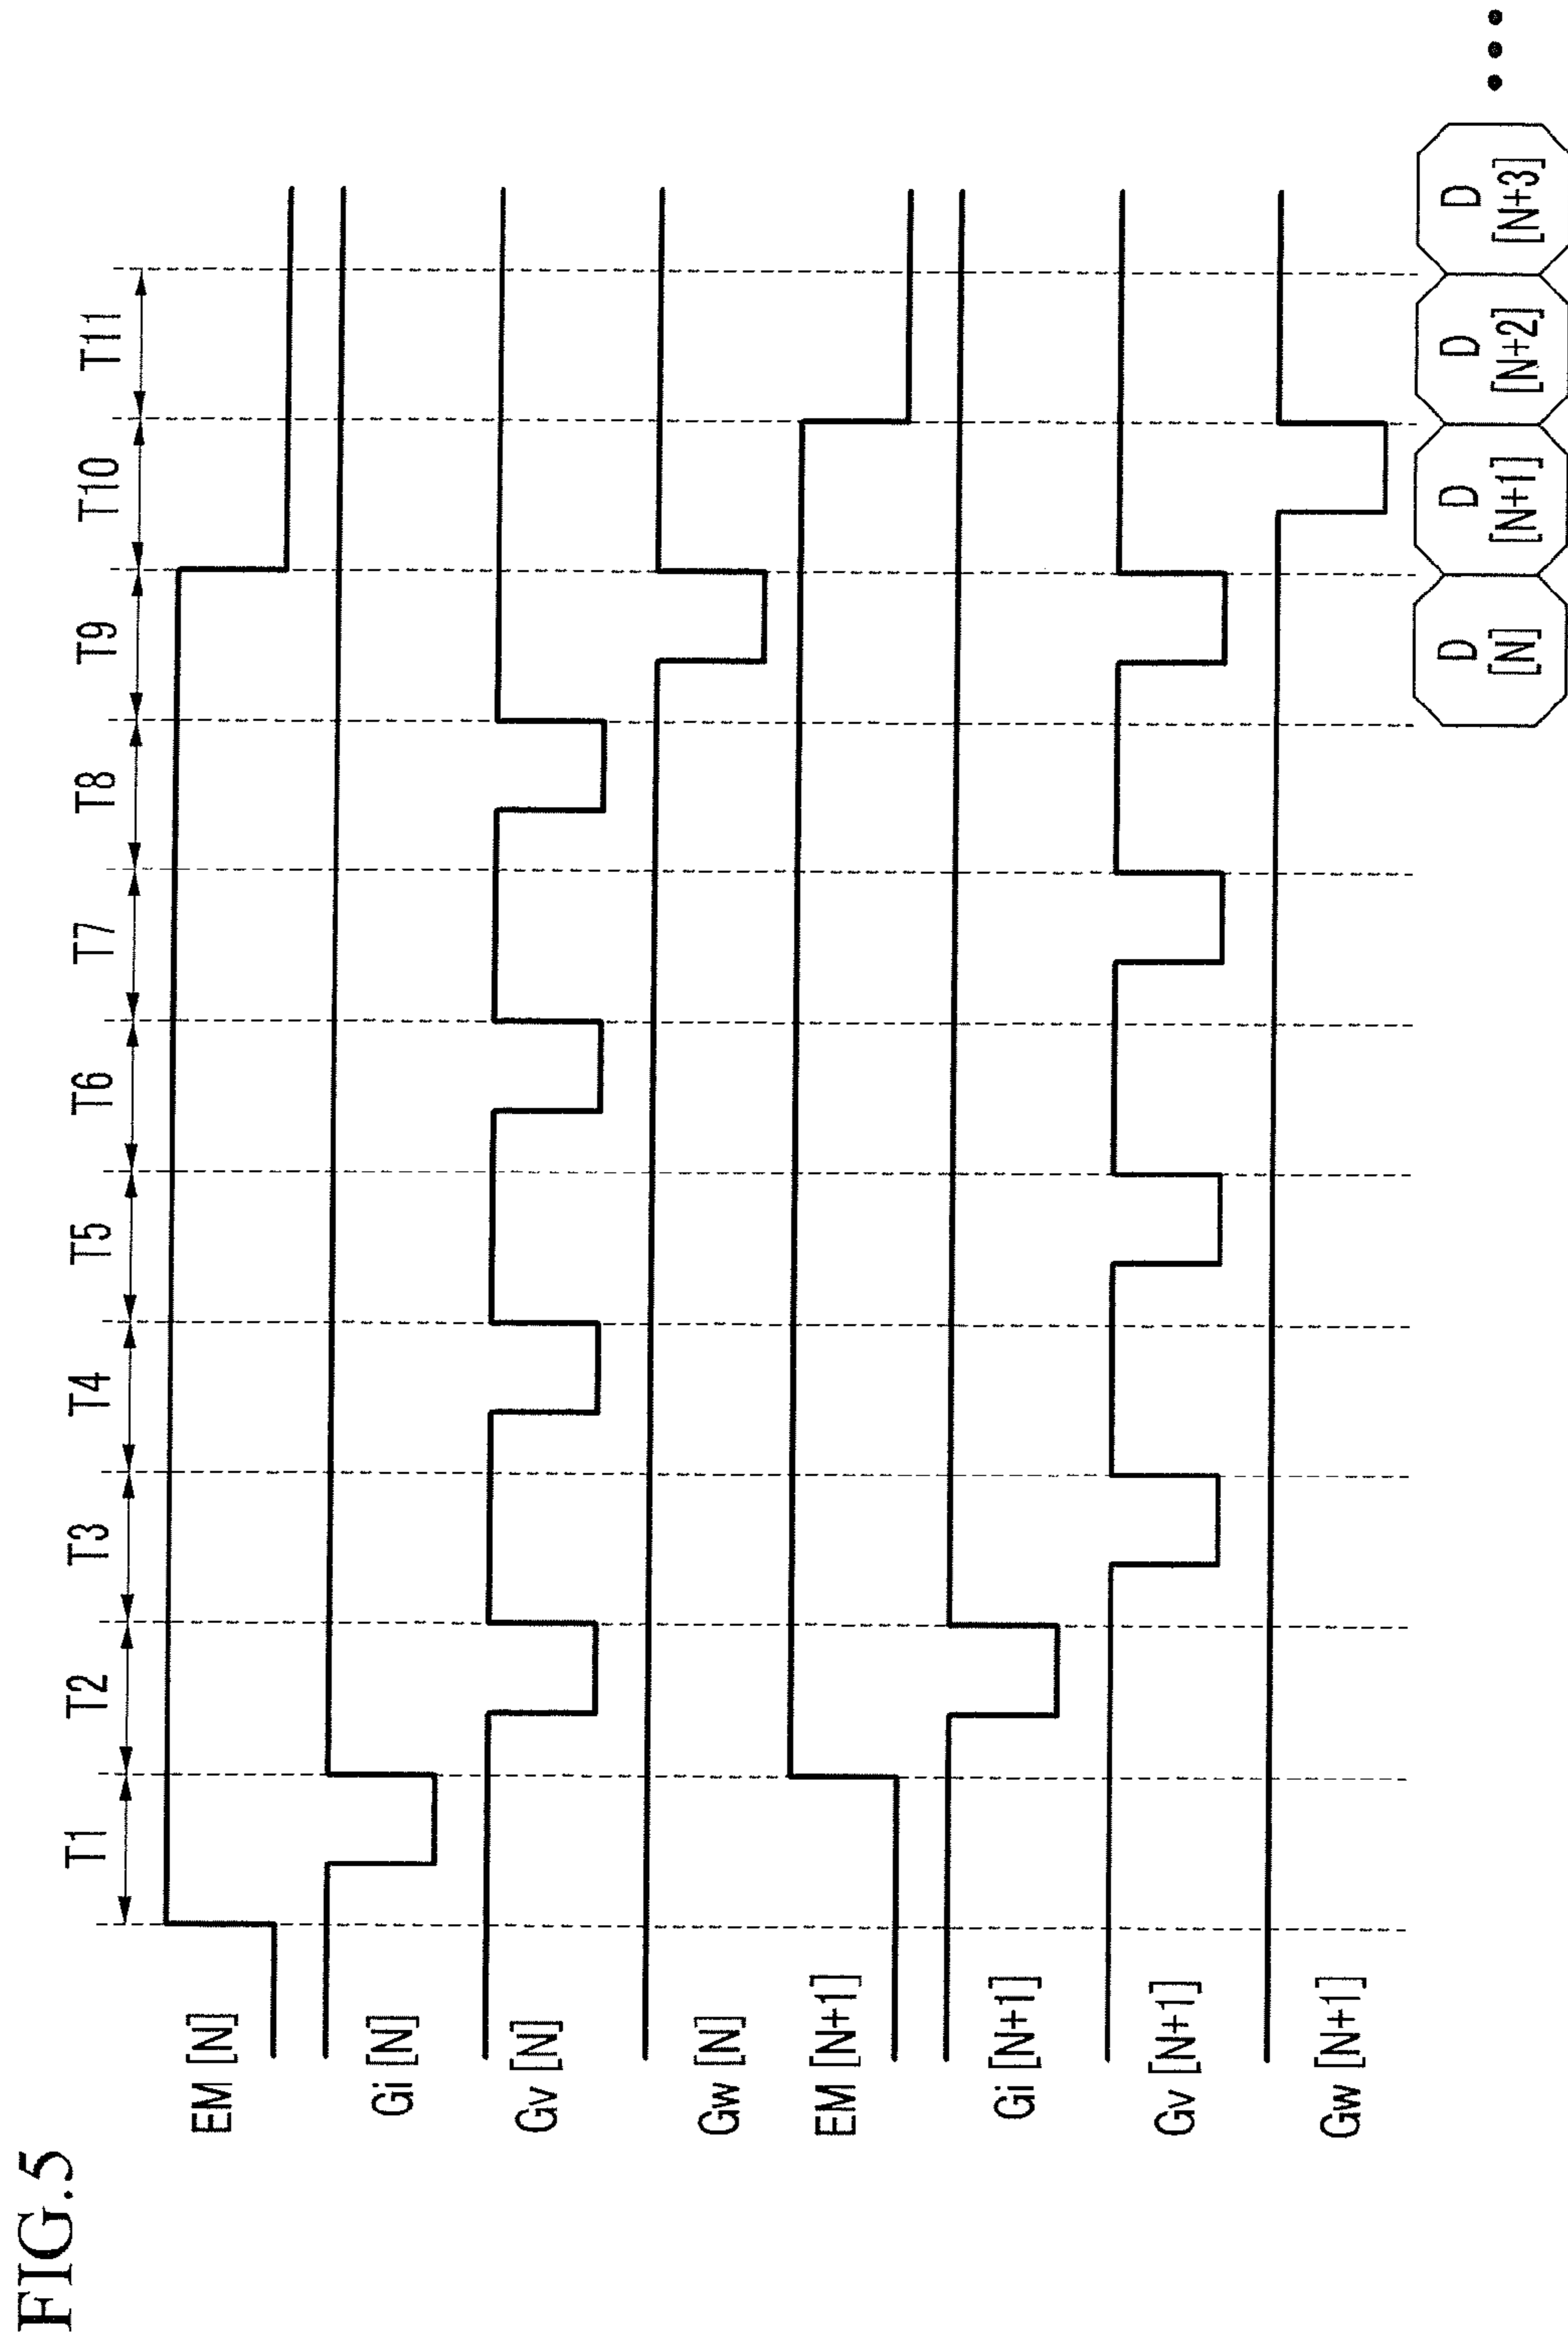 FIG.5
T1 T2 T3 T4 T5 T6 T7 T8 T9 T10 T11
EM [N]
Gi [N]
Gv [N]
Gw [N]
EM [N+1]
Gi [N+1]
Gv [N+1]
Gw [N+1]
D D D D
[N] [N+1] [N+2] [N+3]